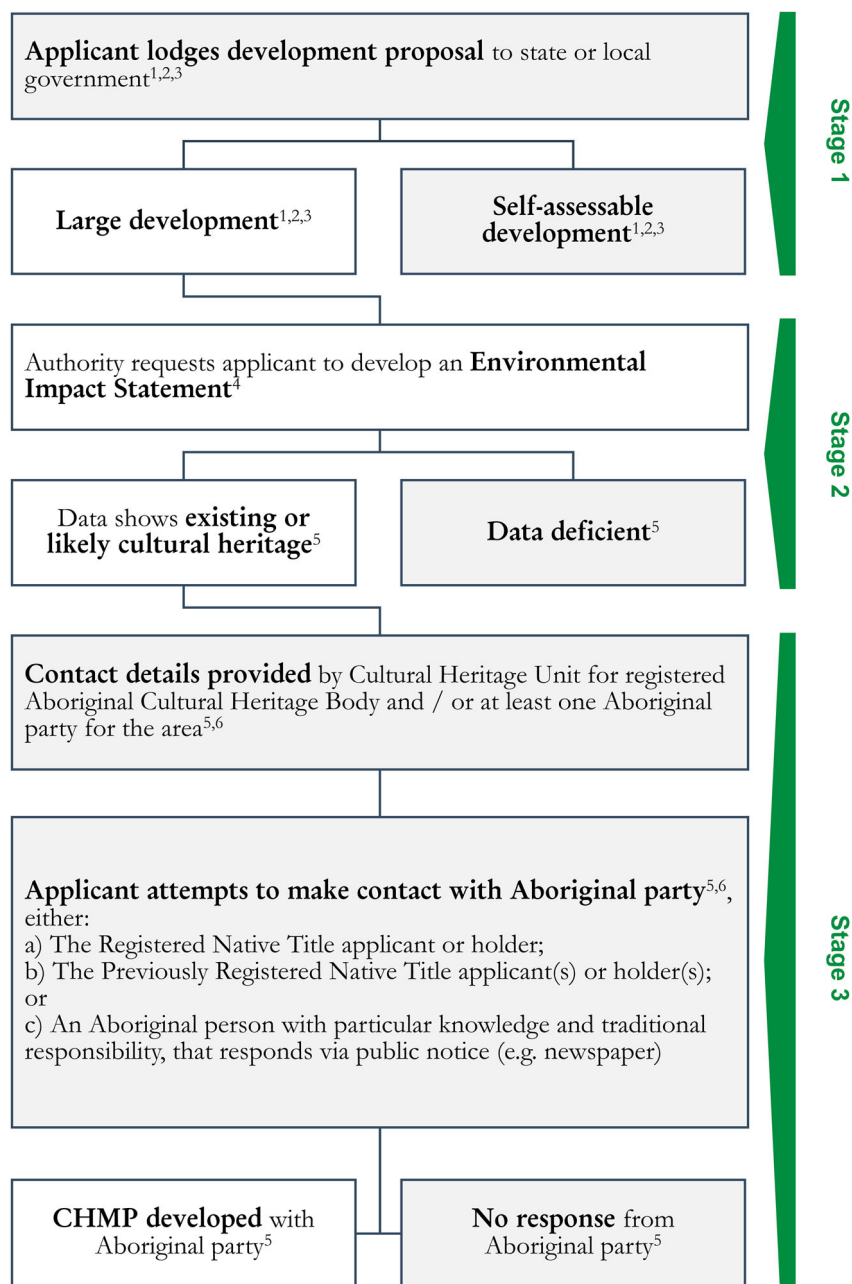 Applicant lodges development proposal to state or local
government1,2,3
Stage 1
Large development1,2,3
Self-assessable
development1,2,3
Authority requests applicant to develop an Environmental
Impact Statement4
Stage 2
Data shows existing or
likely cultural heritage5
Data deficient5
Contact details provided by Cultural Heritage Unit for registered
Aboriginal Cultural Heritage Body and / or at least one Aboriginal
party for the area5,6
Applicant attempts to make contact with Aboriginal party5,6,
either:
a) The Registered Native Title applicant or holder;
b) The Previously Registered Native Title applicant(s) or holder(s);
or
c) An Aboriginal person with particular knowledge and traditional
responsibility, that responds via public notice (e.g. newspaper)
Stage 3
CHMP developed with
Aboriginal party5
No response from
Aboriginal party5